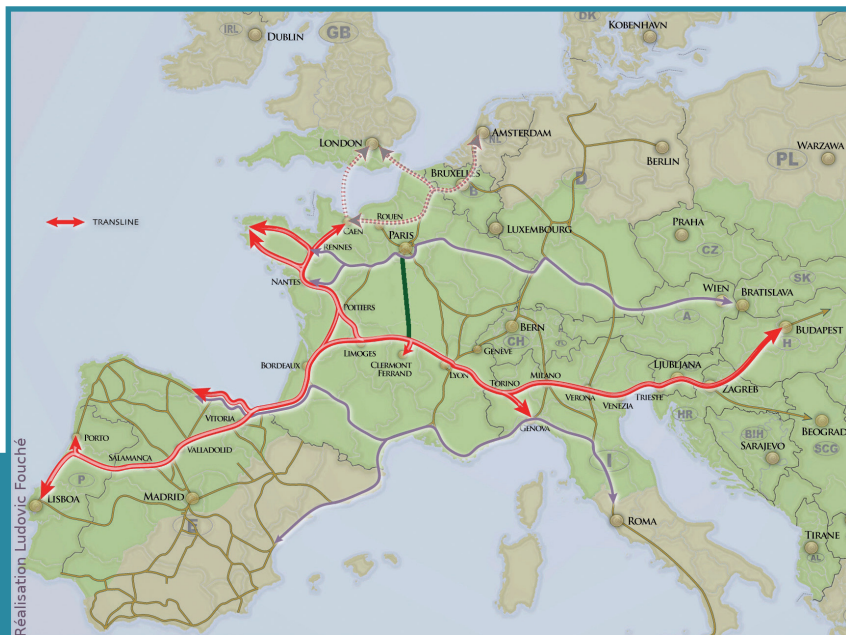 IRL
DUBLIN
GB
DK
KOBENHAVN
LONDON
NL
AMSTERDAM
BERLIN
WARZAWA
PL
BRUXELLES
B
D
TRANSLINE
ROUEN
CAEN
PARIS
LUXEMBOURG
PRAHA
CZ
RENNES
SK
NANTES
WIEN
BRATISLAVA
A
POITIERS
BERN
CH
BUDAPEST
H
LIMOGES
GENÈVE
BORDEAUX
CLERMONT
FERRAND
LYON
TORINO
MILANO
LJUBLJANA
ZAGREB
VERONA
VENEZIA
TRIESTE
VITORIA
GENOVA
HR
BEOGRAD
PORTO
SALAMANCA
VALLADOLID
BIH
SCG
SARAJEVO
P
I
LISBOA
MADRID
E
ROMA
TIRANE
AL
Réalisation Ludovic Fouché